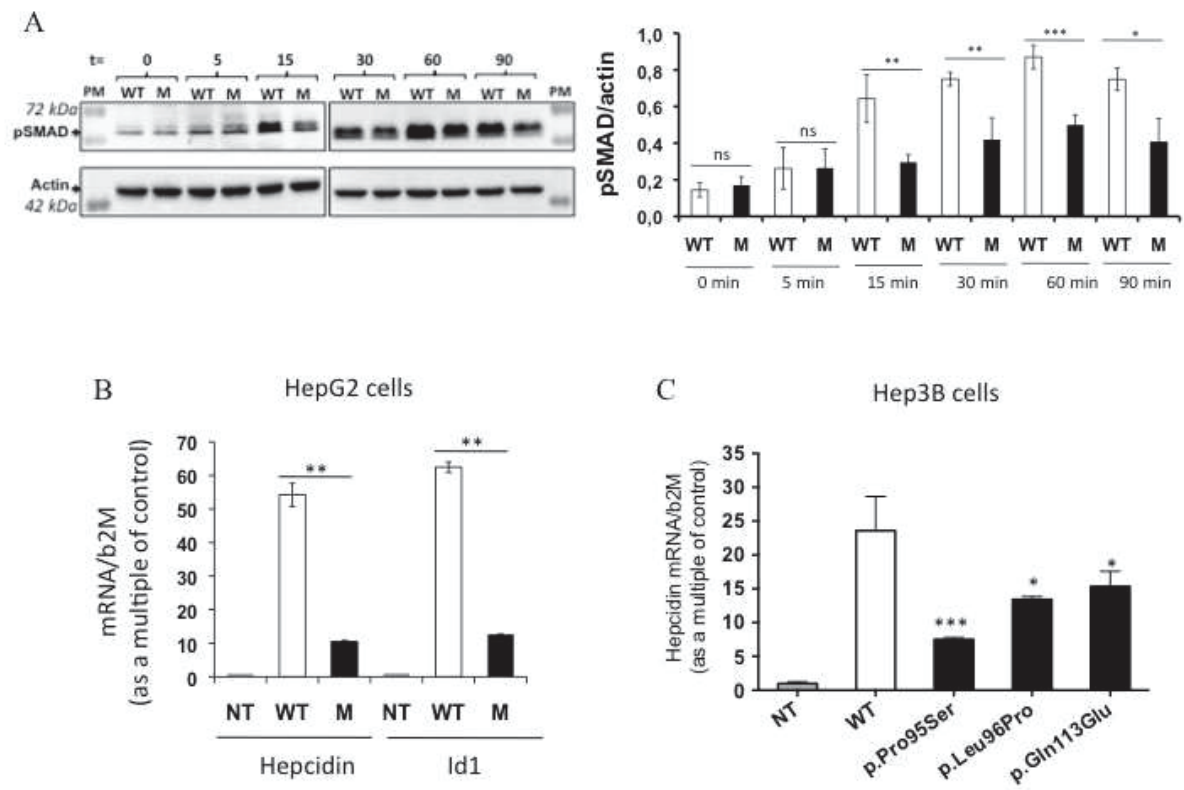 A
t= 0 5 15 30 60 90
PM WT M WT M WT M WT M WT M WT M PM
72 kDa
pSMAD
Actin
42 kDa
pSMAD/actin
1,0
0,8
0,6
0,4
0,2
0,0
ns ns ** ** *** *
WT M WT M WT M WT M WT M WT M
0 min 5 min 15 min 30 min 60 min 90 min
B
HepG2 cells
mRNA/b2M
(as a multiple of control)
70
60
50
40
30
20
10
0
** **
NT WT M NT WT M
Hepcidin Id1
C
Hep3B cells
Hepcidin mRNA/b2M
(as a multiple of control)
35
30
25
20
15
10
5
0
*** * *
NT WT p.Pro95Ser p.Leu96Pro p.Gln113Glu